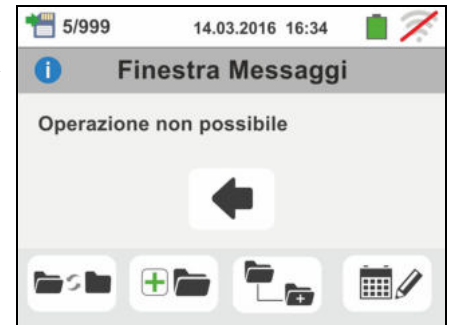 5/999 14.03.2016 16:34
i Finestra Messaggi
Operazione non possibile